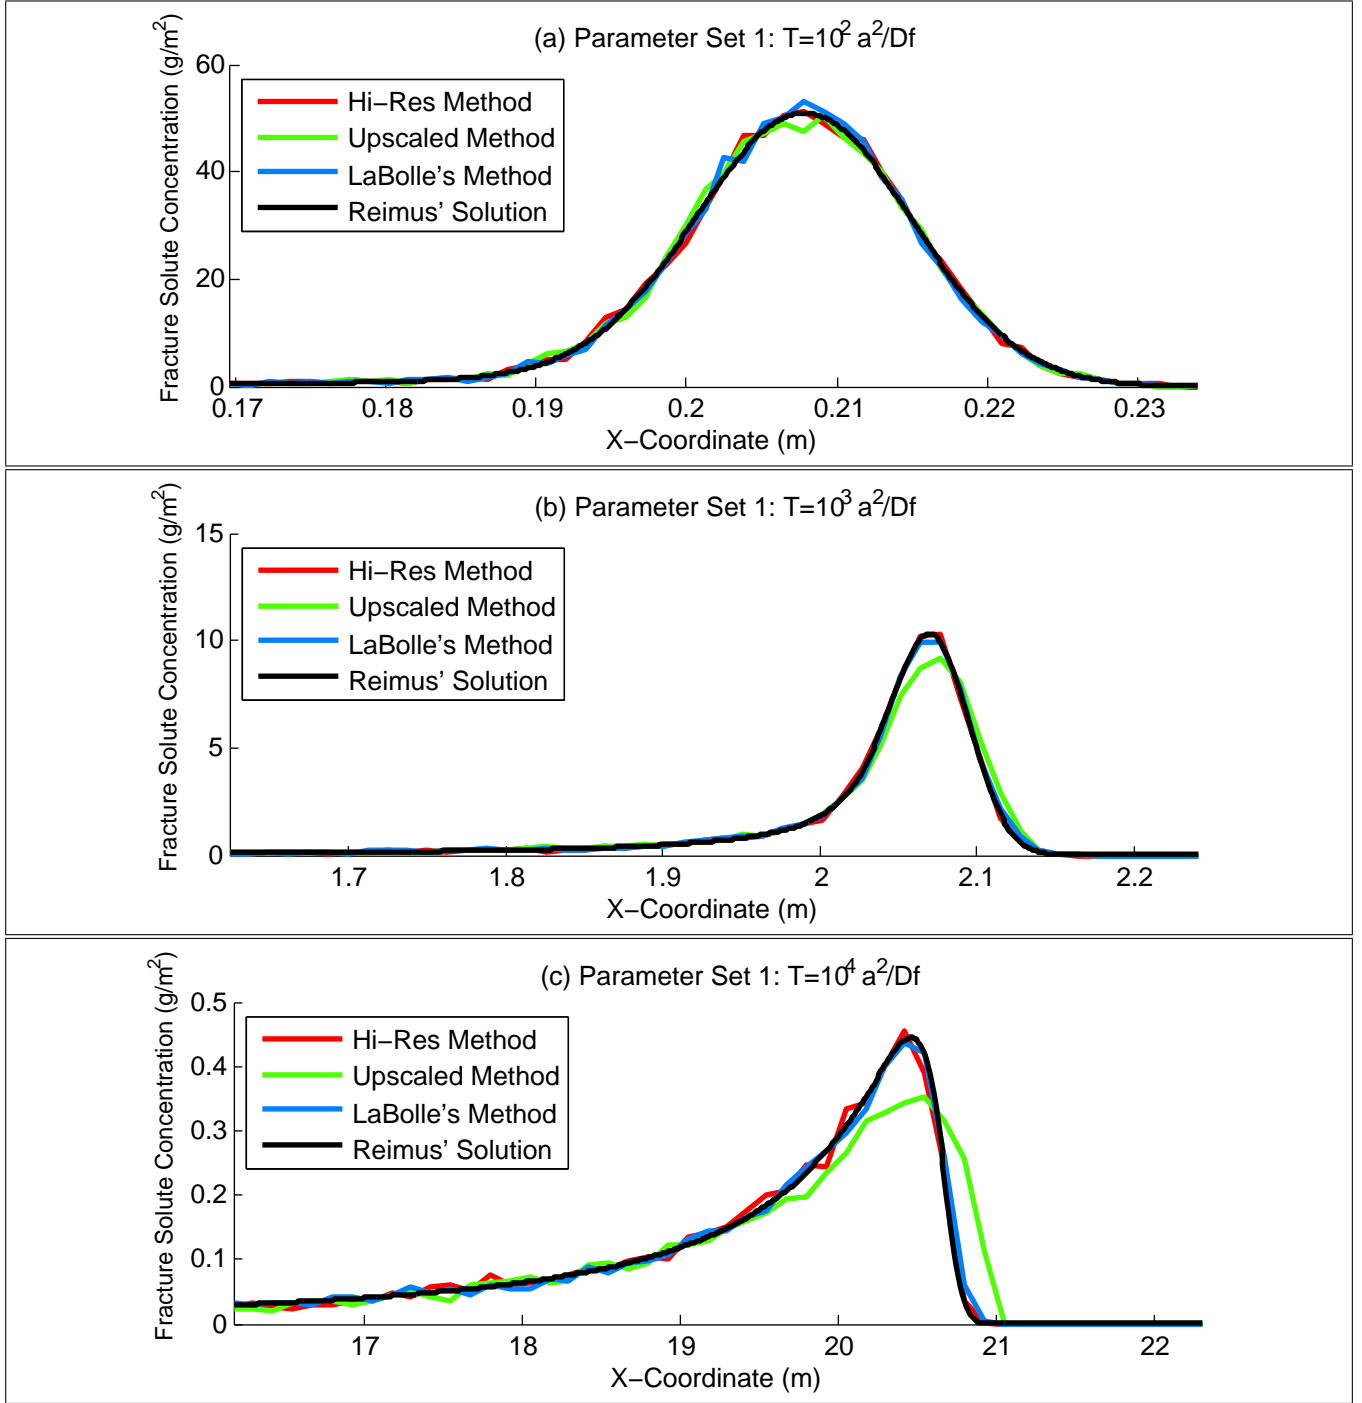 (a) Parameter Set 1: T=10² a²/Df
Fracture Solute Concentration (g/m²)
60
40
20
0
Hi−Res Method
Upscaled Method
LaBolle's Method
Reimus' Solution
0.17 0.18 0.19 0.2 0.21 0.22 0.23
X−Coordinate (m)
(b) Parameter Set 1: T=10³ a²/Df
Fracture Solute Concentration (g/m²)
15
10
5
0
Hi−Res Method
Upscaled Method
LaBolle's Method
Reimus' Solution
1.7 1.8 1.9 2 2.1 2.2
X−Coordinate (m)
(c) Parameter Set 1: T=10⁴ a²/Df
Fracture Solute Concentration (g/m²)
0.5
0.4
0.3
0.2
0.1
0
Hi−Res Method
Upscaled Method
LaBolle's Method
Reimus' Solution
17 18 19 20 21 22
X−Coordinate (m)